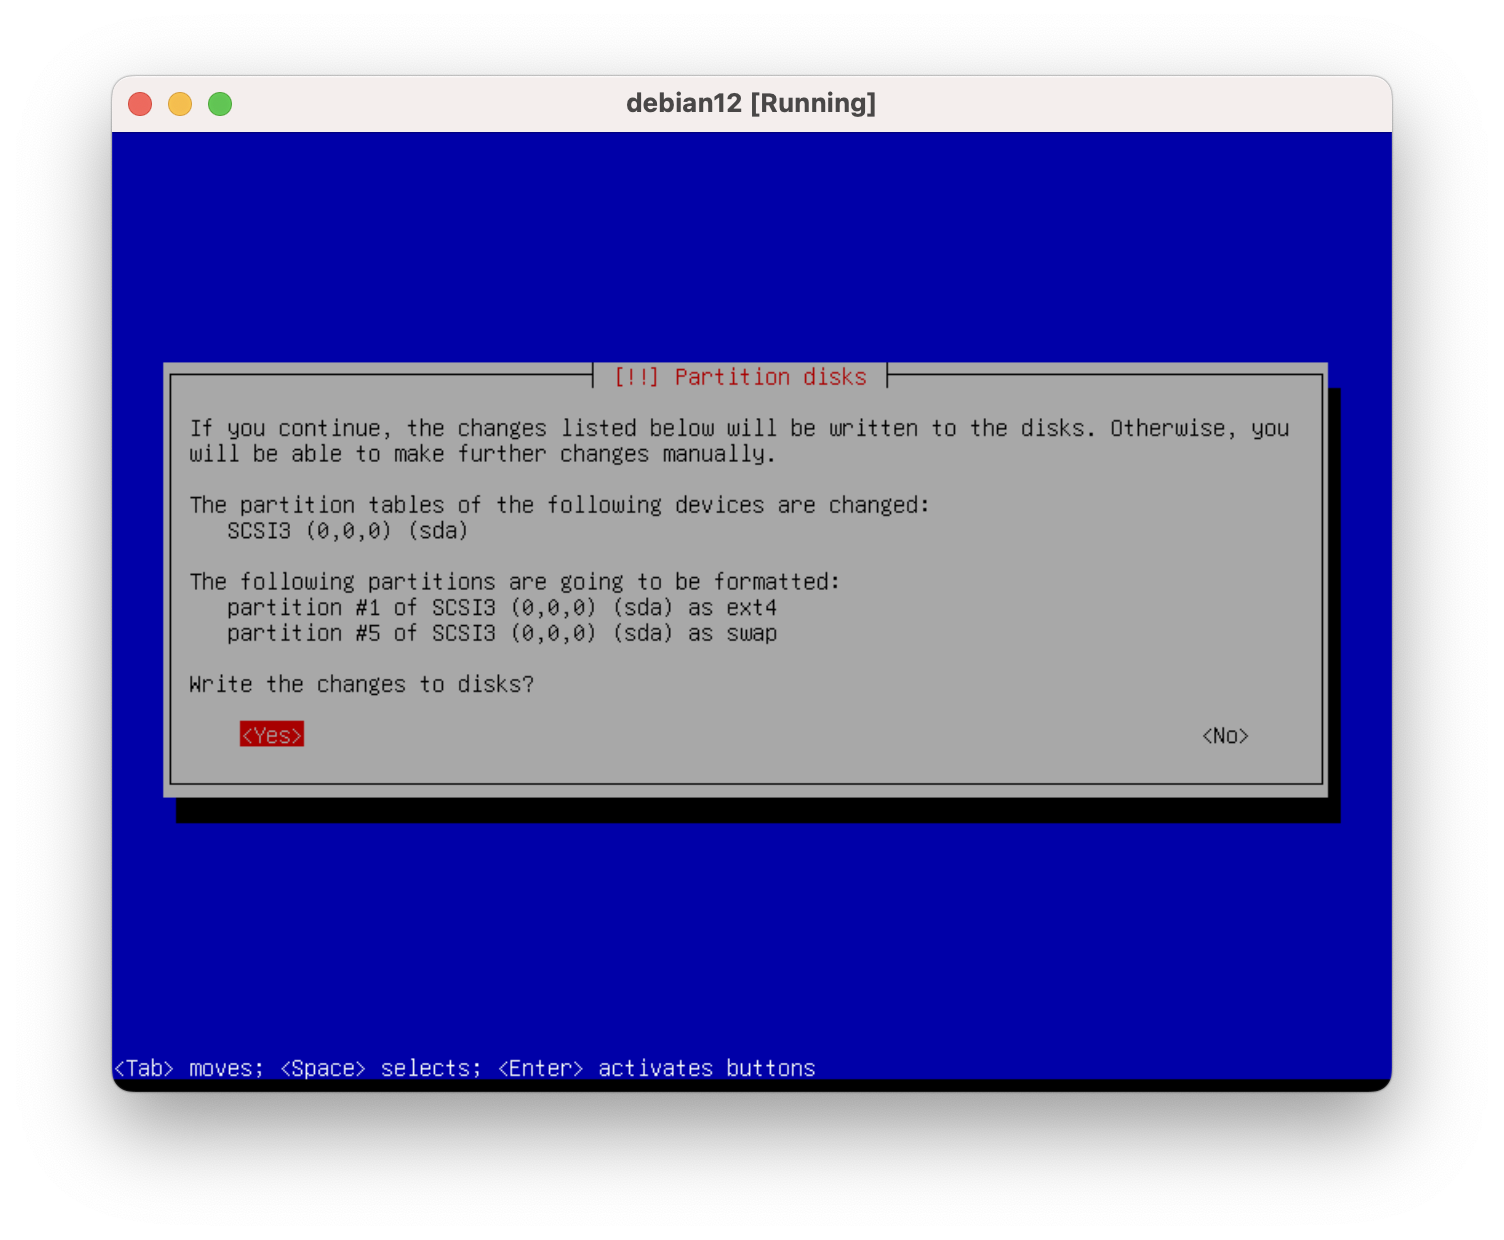 debian12 [Running]
[!!] Partition disks
If you continue, the changes listed below will be written to the disks. Otherwise, you
will be able to make further changes manually.
The partition tables of the following devices are changed:
SCSI3 (0,0,0) (sda)
The following partitions are going to be formatted:
partition #1 of SCSI3 (0,0,0) (sda) as ext4
partition #5 of SCSI3 (0,0,0) (sda) as swap
Write the changes to disks?
<Yes> <No>
<Tab> moves; <Space> selects; <Enter> activates buttons